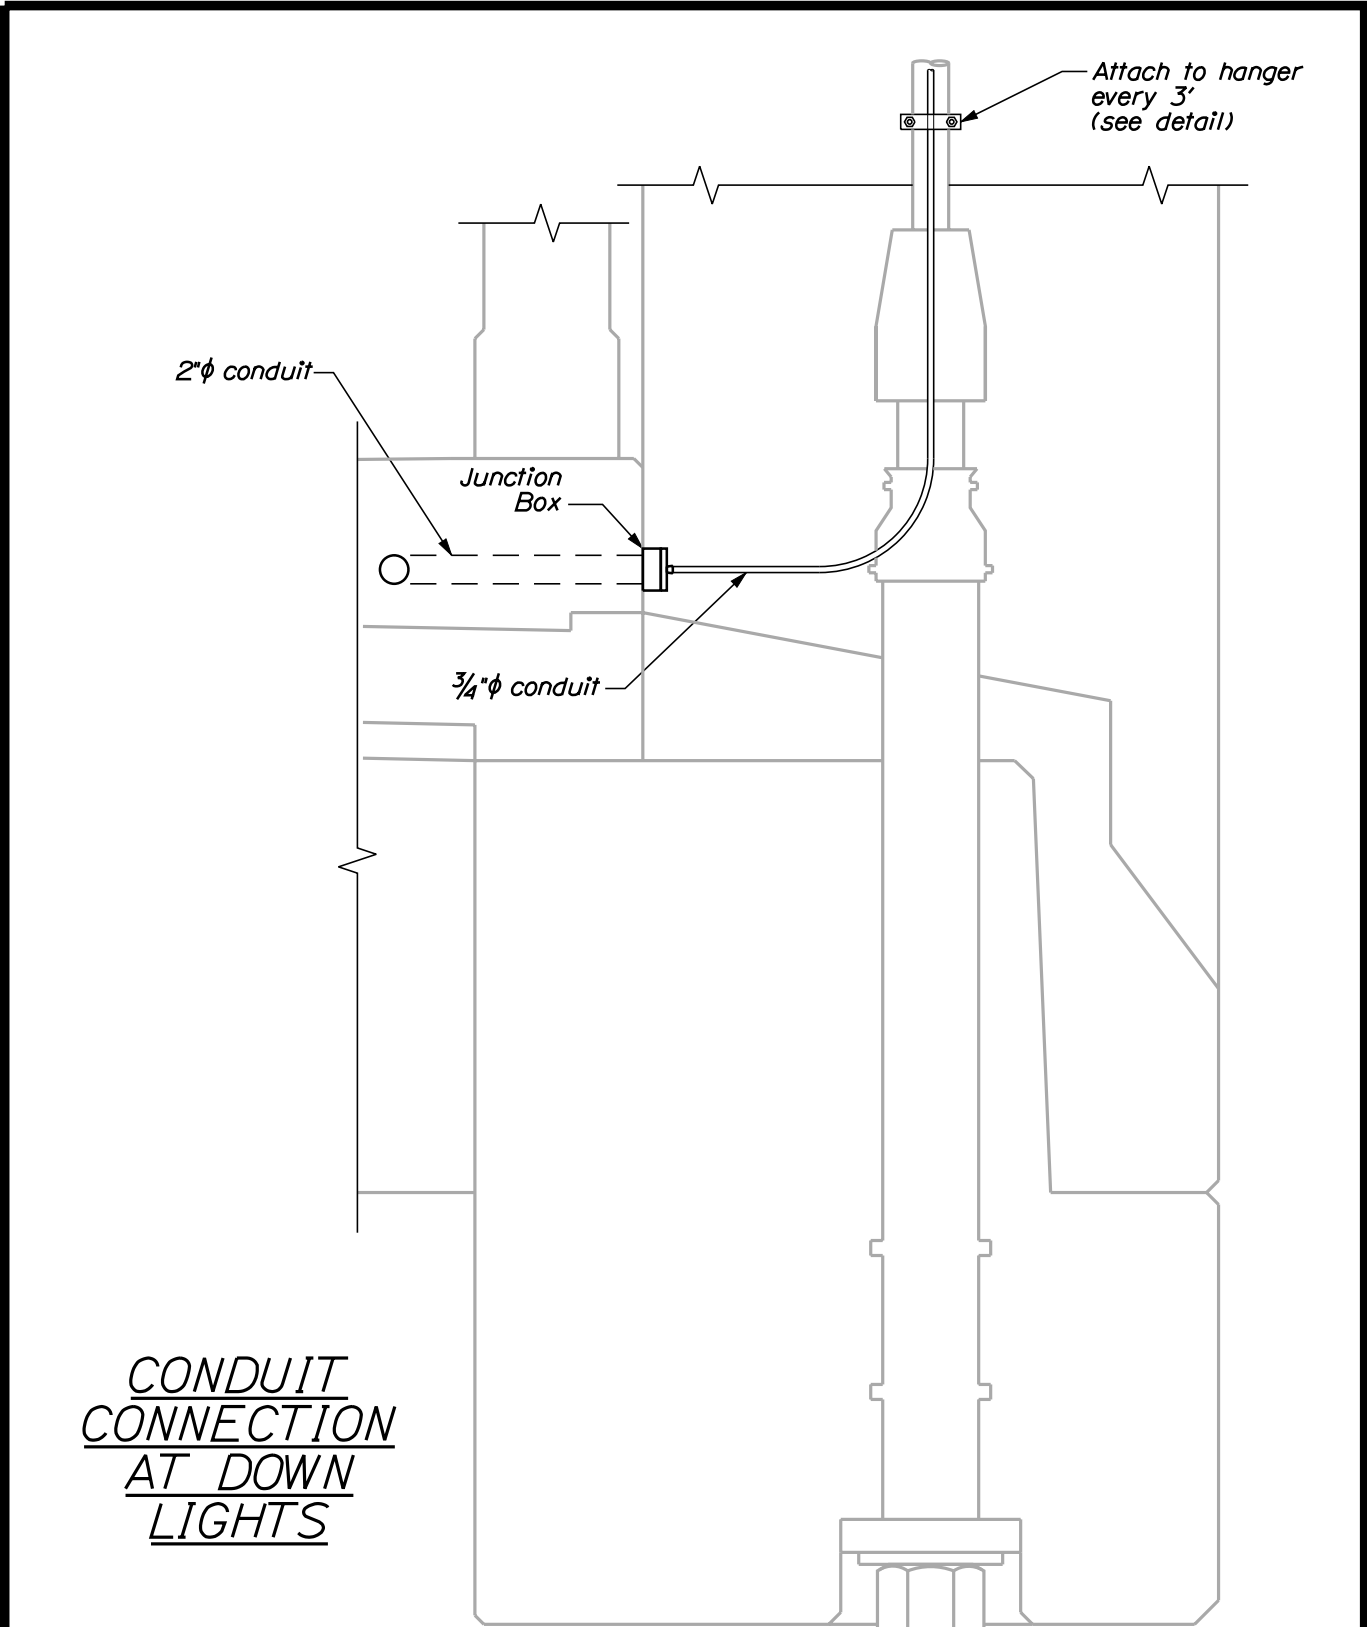 Attach to hanger
every 3'
(see detail)
2"ϕ conduit
Junction
Box
3/4"ϕ conduit
CONDUIT
CONNECTION
AT DOWN
LIGHTS